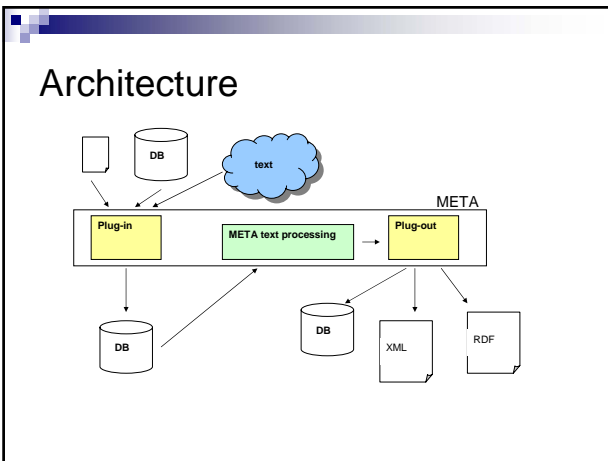 Architecture
DB
text
META
Plug-in
META text processing
Plug-out
DB
DB
XML
RDF